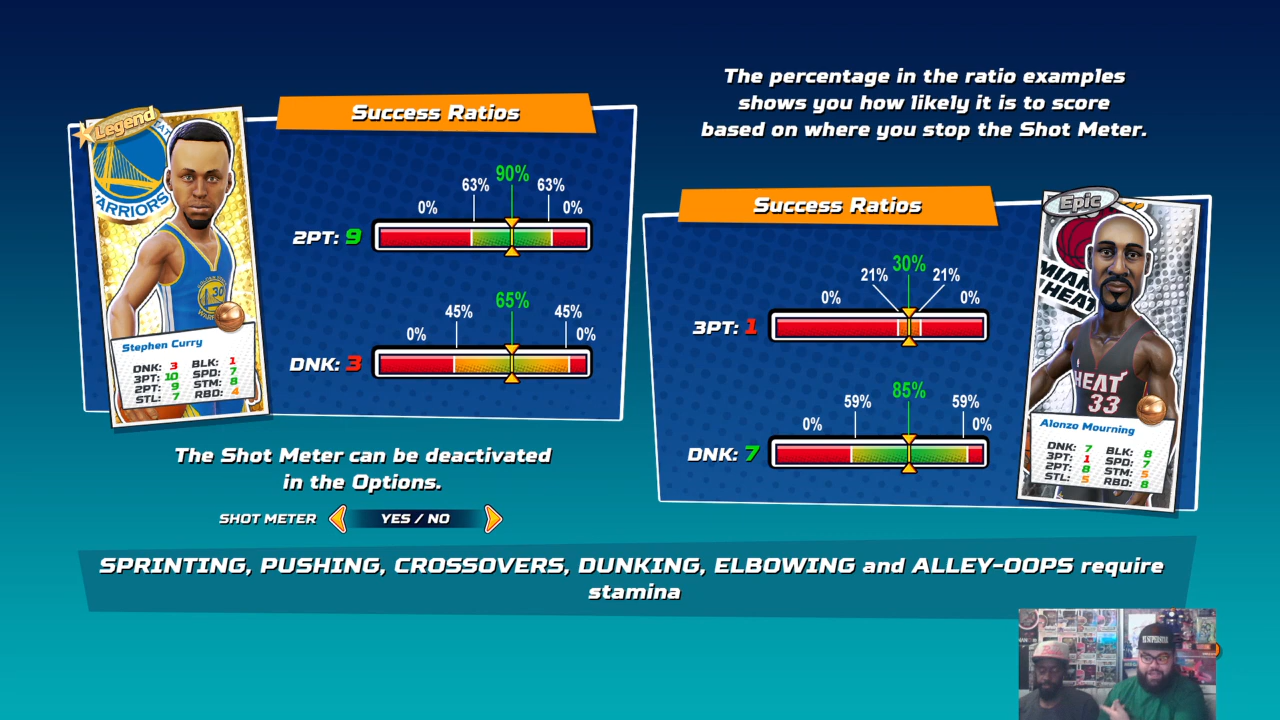 The percentage in the ratio examples
shows you how likely it is to score
based on where you stop the Shot Meter.
Legend
WARRIORS
30
Stephen Curry
DNK: 3 BLK: 1
3PT: 10 SPD: 7
2PT: 9 STM: 8
STL: 7 RBD: 4
Success Ratios
90%
63% 63%
0% 0%
2PT: 9
65%
45% 45%
0% 0%
DNK: 3
Success Ratios
30%
21% 21%
0% 0%
3PT: 1
85%
59% 59%
0% 0%
DNK: 7
Epic
MIAMI
HEAT
HEAT
33
Alonzo Mourning
DNK: 7 BLK: 8
3PT: 1 SPD: 7
2PT: 8 STM: 5
STL: 5 RBD: 8
The Shot Meter can be deactivated
in the Options.
SHOT METER YES / NO
SPRINTING, PUSHING, CROSSOVERS, DUNKING, ELBOWING and ALLEY-OOPS require
stamina